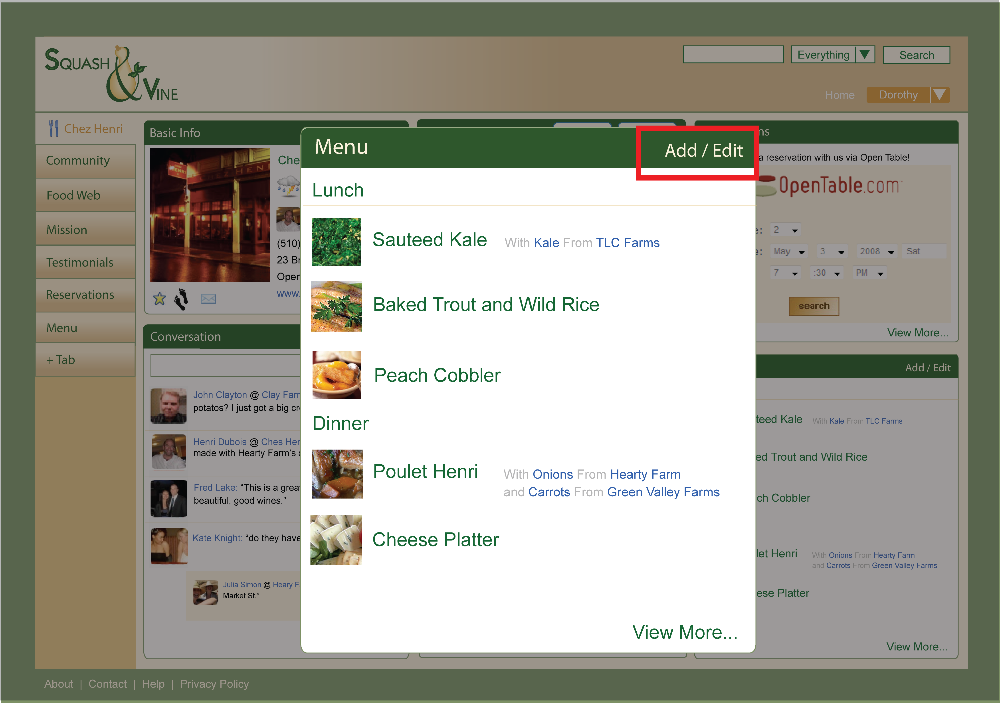 SQUASH & VINE
Everything
Search
Home
Dorothy
Chez Henri
Community
Food Web
Mission
Testimonials
Reservations
Menu
+ Tab
Basic Info
CHEZ HENRI
Che
(510)
23 Br
Open
www.
Conversation
John Clayton @ Clay Farm
potatos? I just got a big cro
Henri Dubois @ Ches Her
made with Hearty Farm's a
Fred Lake: “This is a great
beautiful, good wines.”
Kate Knight: “do they have
Julia Simon @ Heary Fa
Market St.”
Menu
Add / Edit
Lunch
Sauteed Kale
With Kale From TLC Farms
Baked Trout and Wild Rice
Peach Cobbler
Dinner
Poulet Henri
With Onions From Hearty Farm
and Carrots From Green Valley Farms
Cheese Platter
View More...
ns
a reservation with us via Open Table!
OpenTable.com
e: 2
e: May 3 2008 Sat
7 :30 PM
search
View More...
Add / Edit
teed Kale
With Kale From TLC Farms
ed Trout and Wild Rice
ch Cobbler
let Henri
With Onions From Hearty Farm
and Carrots From Green Valley Farms
ese Platter
View More...
About | Contact | Help | Privacy Policy